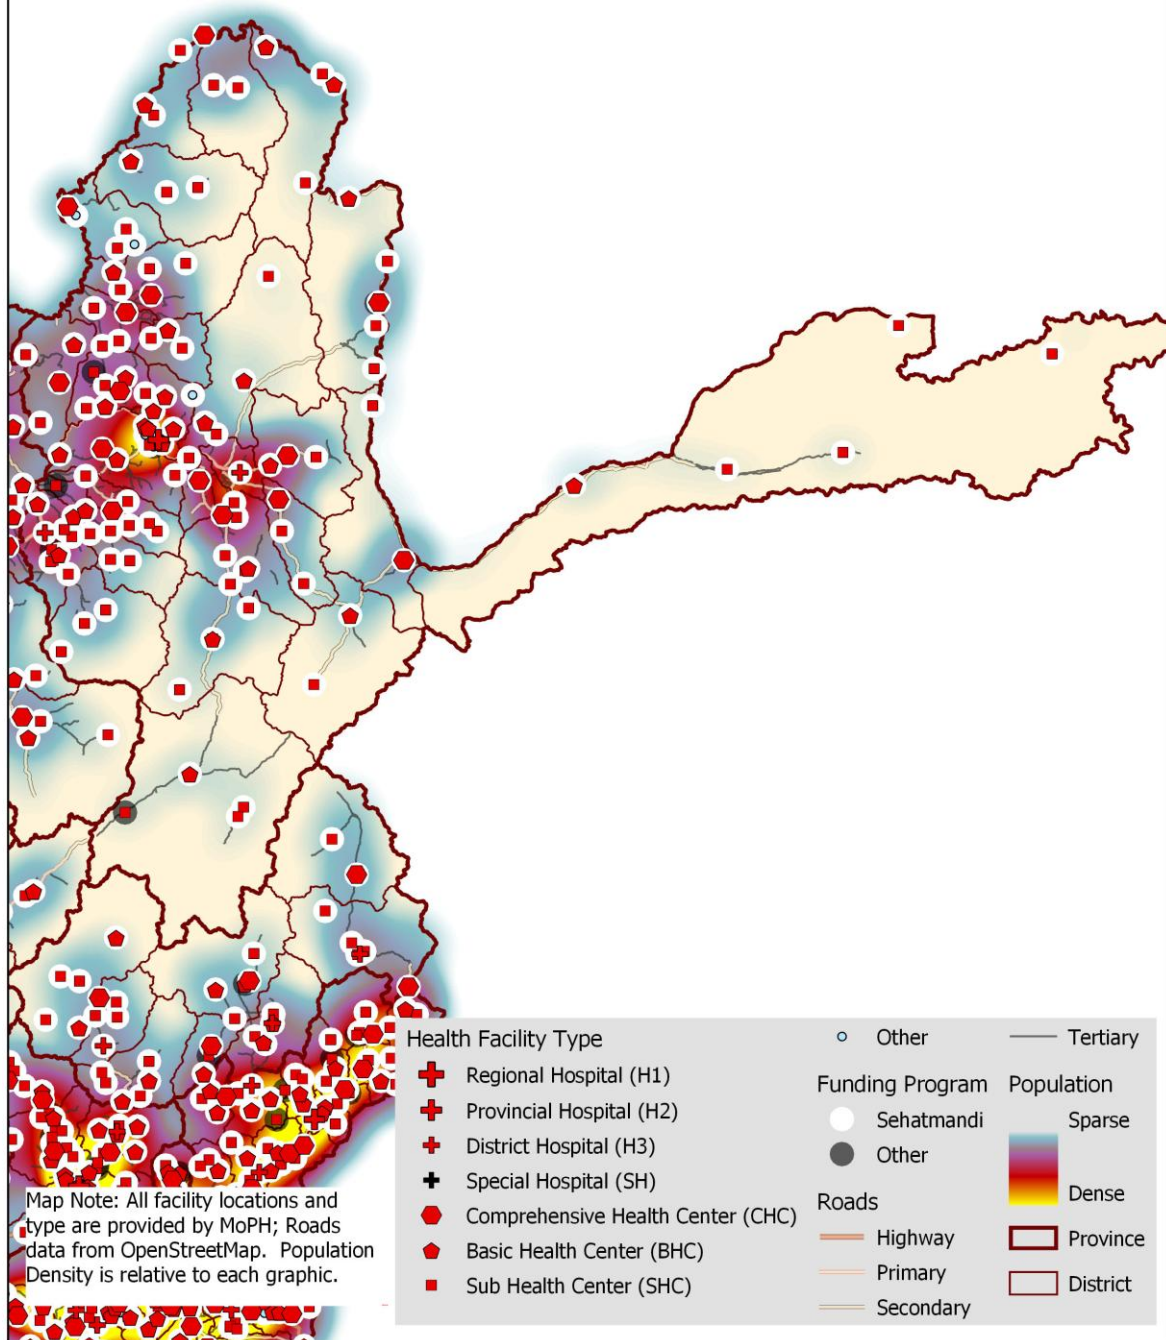 Health Facility Type
Regional Hospital (H1)
Provincial Hospital (H2)
District Hospital (H3)
Special Hospital (SH)
Comprehensive Health Center (CHC)
Basic Health Center (BHC)
Sub Health Center (SHC)
Other
Funding Program
Sehatmandi
Other
Roads
Highway
Primary
Secondary
Tertiary
Population
Sparse
Dense
Province
District
Map Note: All facility locations and
type are provided by MoPH; Roads
data from OpenStreetMap. Population
Density is relative to each graphic.